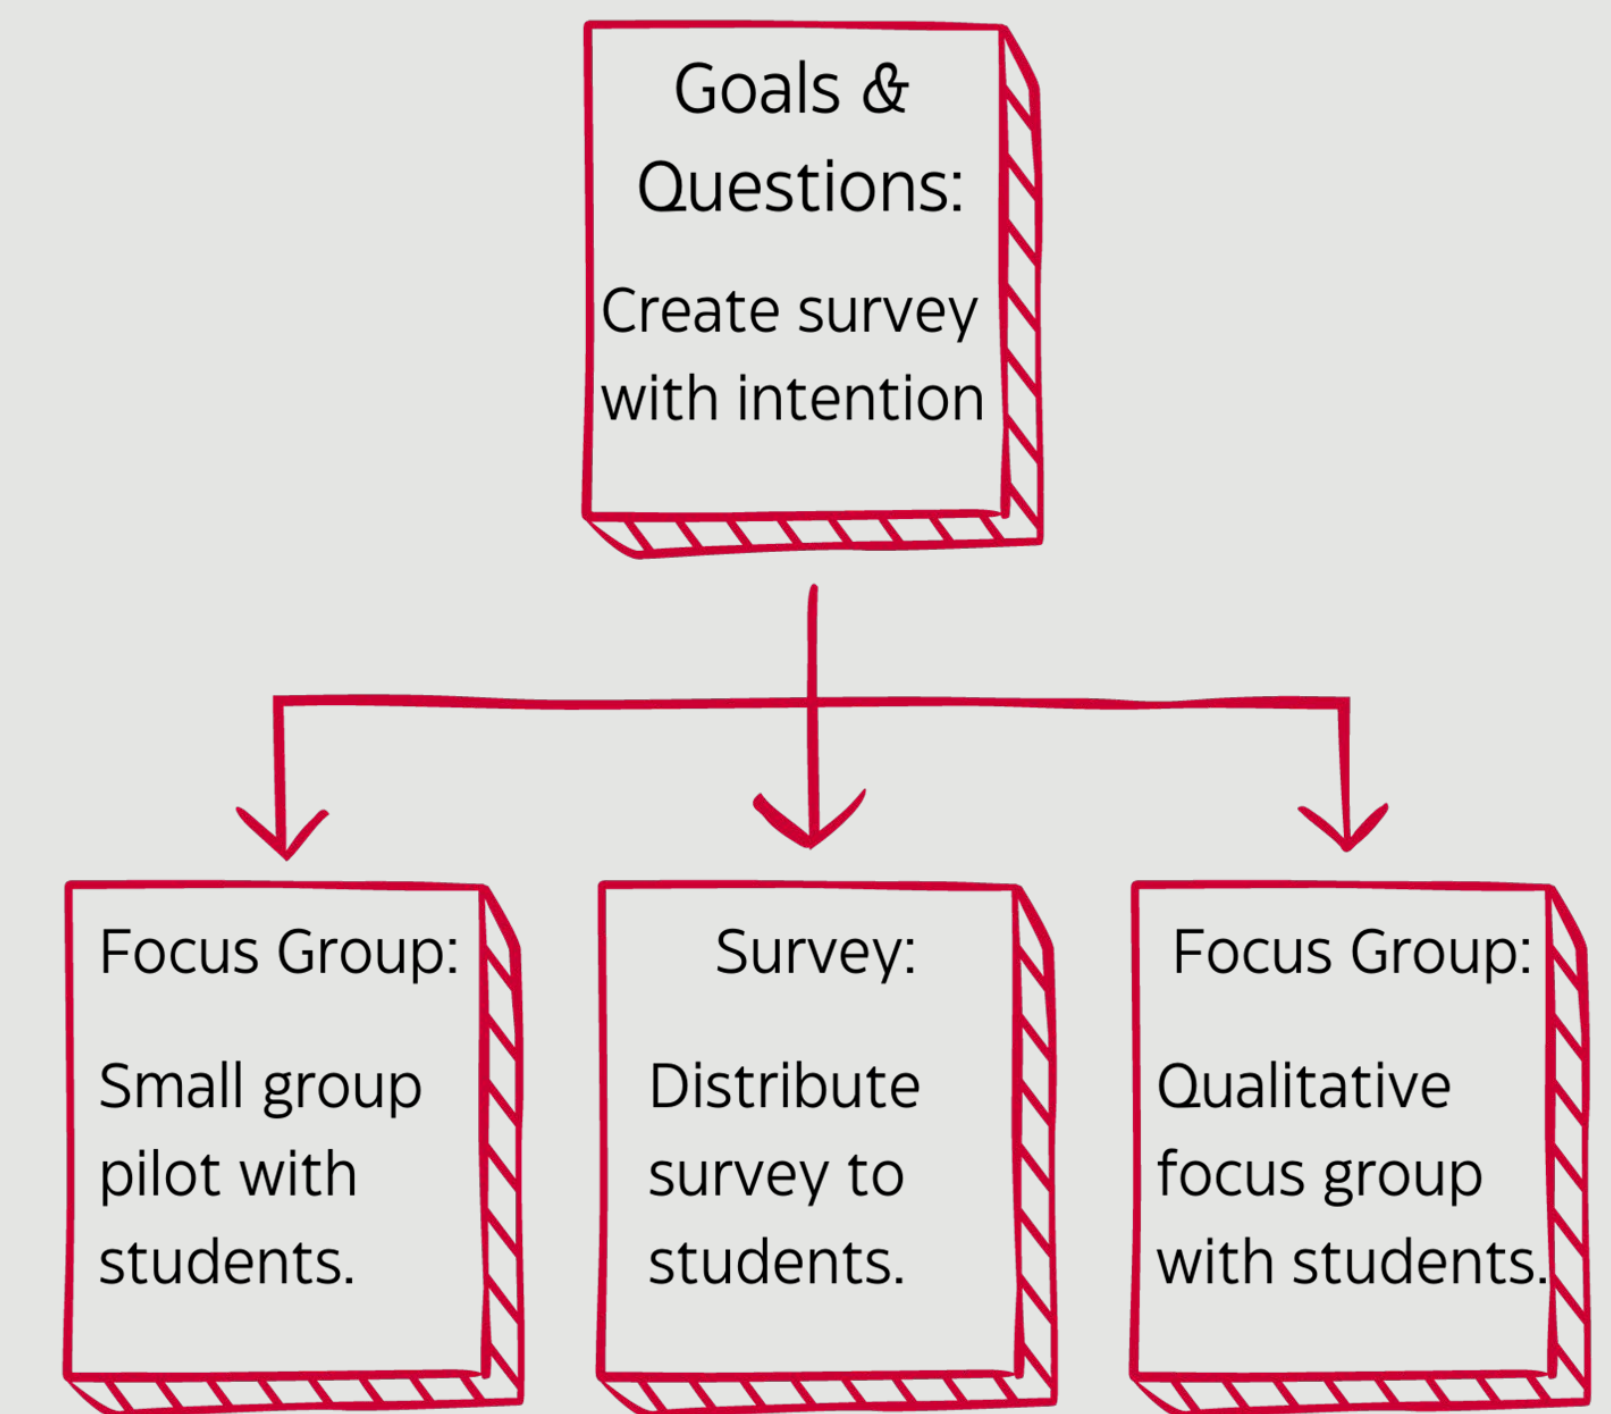 Goals &
Questions:
Create survey
with intention
Focus Group:
Small group
pilot with
students.
Survey:
Distribute
survey to
students.
Focus Group:
Qualitative
focus group
with students.